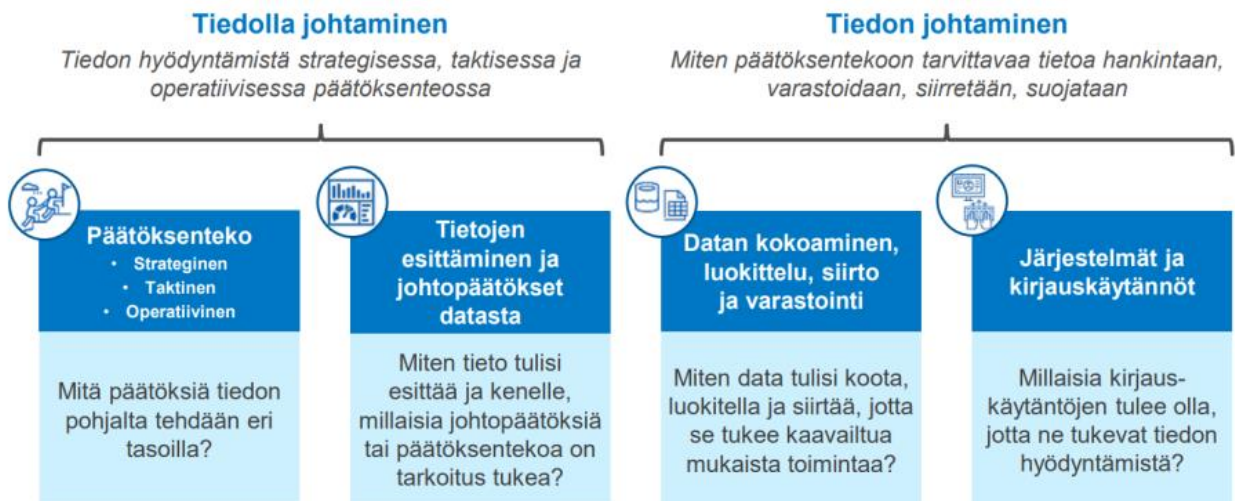 Tiedolla johtaminen
Tiedon hyödyntämistä strategisessa, taktisessa ja
operatiivisessa päätöksenteossa
Tiedon johtaminen
Miten päätöksentekoon tarvittavaa tietoa hankintaan,
varastoidaan, siirretään, suojataan
Päätöksenteko
• Strateginen
• Taktinen
• Operatiivinen
Mitä päätöksiä tiedon
pohjalta tehdään eri
tasoilla?
Tietojen
esittäminen ja
johtopäätökset
datasta
Miten tieto tulisi
esittää ja kenelle,
millaisia johtopäätöksiä
tai päätöksentekoa on
tarkoitus tukea?
Datan kokoaminen,
luokittelu, siirto
ja varastointi
Miten data tulisi koota,
luokitella ja siirtää, jotta
se tukee kaavailtua
mukaista toimintaa?
Järjestelmät ja
kirjauskäytännöt
Millaisia kirjaus-
käytäntöjen tulee olla,
jotta ne tukevat tiedon
hyödyntämistä?